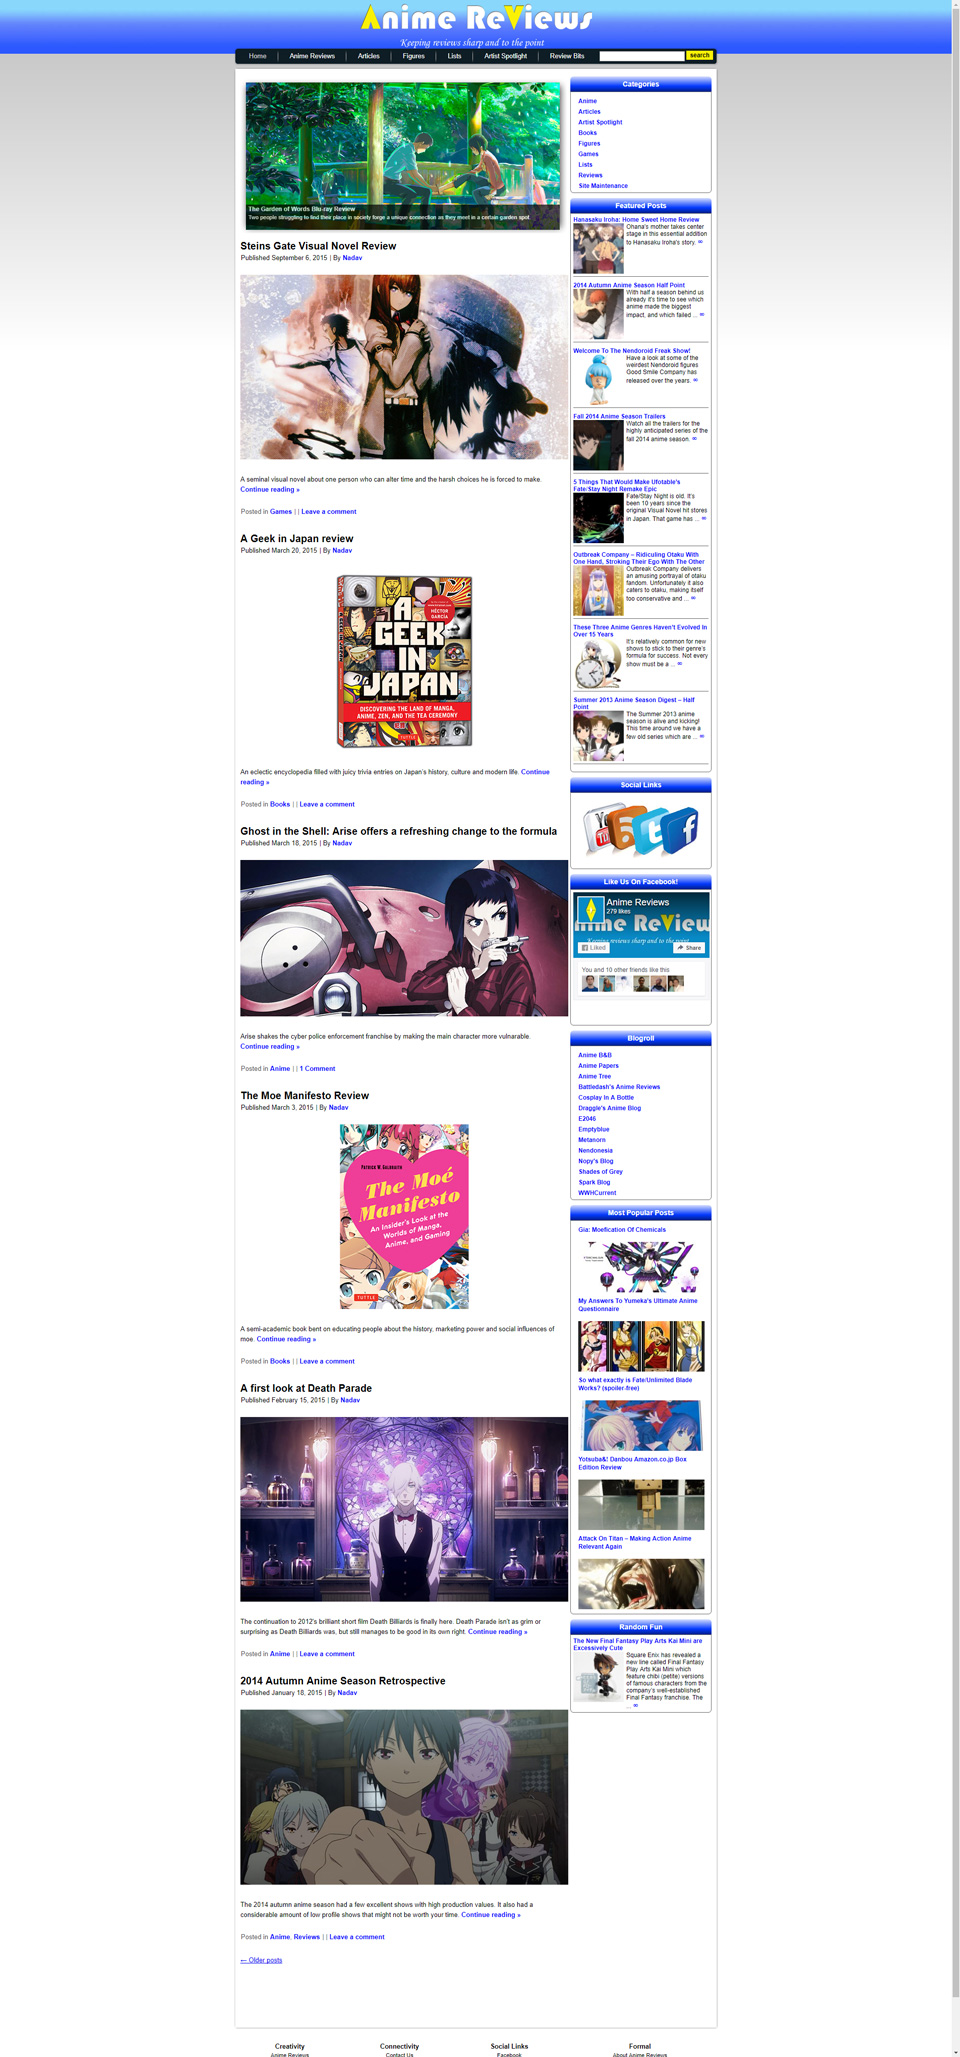 Anime ReViews
Keeping reviews sharp and to the point
Home
Anime Reviews
Articles
Figures
Lists
Artist Spotlight
Review Bits
search
The Garden of Words Blu-ray Review
Two people struggling to find their place in society forge a unique connection as they meet in a certain garden spot.
Steins Gate Visual Novel Review
Published September 6, 2015 | By Nadav
A seminal visual novel about one person who can alter time and the harsh choices he is forced to make.
Continue reading »
Posted in Games | | Leave a comment
A Geek in Japan review
Published March 20, 2015 | By Nadav
A
GEEK
IN
JAPAN
HÉCTOR
GARCÍA
DISCOVERING THE LAND OF MANGA,
ANIME, ZEN, AND THE TEA CEREMONY
TUTTLE
An eclectic encyclopedia filled with juicy trivia entries on Japan's history, culture and modern life. Continue
reading »
Posted in Books | | Leave a comment
Ghost in the Shell: Arise offers a refreshing change to the formula
Published March 18, 2015 | By Nadav
Arise shakes the cyber police enforcement franchise by making the main character more vulnarable.
Continue reading »
Posted in Anime | | 1 Comment
The Moe Manifesto Review
Published March 3, 2015 | By Nadav
PATRICK W. GALBRAITH
The Moé
Manifesto
An Insider's Look at the
Worlds of Manga,
Anime, and Gaming
TUTTLE
A semi-academic book bent on educating people about the history, marketing power and social influences of
moe. Continue reading »
Posted in Books | | Leave a comment
A first look at Death Parade
Published February 15, 2015 | By Nadav
The continuation to 2012's brilliant short film Death Billiards is finally here. Death Parade isn't as grim or
surprising as Death Billiards was, but still manages to be good in its own right. Continue reading »
Posted in Anime | | Leave a comment
2014 Autumn Anime Season Retrospective
Published January 18, 2015 | By Nadav
The 2014 autumn anime season had a few excellent shows with high production values. It also had a
considerable amount of low profile shows that might not be worth your time. Continue reading »
Posted in Anime, Reviews | | Leave a comment
← Older posts
Categories
Anime
Articles
Artist Spotlight
Books
Figures
Games
Lists
Reviews
Site Maintenance
Featured Posts
Hanasaku Iroha: Home Sweet Home Review
Ohana's mother takes center
stage in this essential addition
to Hanasaku Iroha's story. ∞
2014 Autumn Anime Season Half Point
With half a season behind us
already it's time to see which
anime made the biggest
impact, and which failed ... ∞
Welcome To The Nendoroid Freak Show!
Have a look at some of the
weirdest Nendoroid figures
Good Smile Company has
released over the years. ∞
Fall 2014 Anime Season Trailers
Watch all the trailers for the
highly anticipated series of the
fall 2014 anime season. ∞
5 Things That Would Make Ufotable's
Fate/Stay Night Remake Epic
Fate/Stay Night is old. It's
been 10 years since the
original Visual Novel hit stores
in Japan. That game has ... ∞
Outbreak Company – Ridiculing Otaku With
One Hand, Stroking Their Ego With The Other
Outbreak Company delivers
an amusing portrayal of otaku
fandom. Unfortunately it also
caters to otaku, making itself
too conservative and ... ∞
These Three Anime Genres Haven't Evolved In
Over 15 Years
It's relatively common for new
shows to stick to their genre's
formula for success. Not every
show must be a ... ∞
Summer 2013 Anime Season Digest – Half
Point
The Summer 2013 anime
season is alive and kicking!
This time around we have a
few old series which are ... ∞
Social Links
Like Us On Facebook!
Anime Reviews
279 likes
Anime ReView
Keeping reviews sharp and to the point
Liked
Share
You and 10 other friends like this
Blogroll
Anime B&B
Anime Papers
Anime Tree
Battledash's Anime Reviews
Cosplay In A Bottle
Draggle's Anime Blog
E2046
Emptyblue
Metanorn
Nendonesia
Nopy's Blog
Shades of Grey
Spark Blog
WWHCurrent
Most Popular Posts
Gia: Moefication Of Chemicals
My Answers To Yumeka's Ultimate Anime
Questionnaire
So what exactly is Fate/Unlimited Blade
Works? (spoiler-free)
Yotsuba&! Danbou Amazon.co.jp Box
Edition Review
Attack On Titan – Making Action Anime
Relevant Again
Random Fun
The New Final Fantasy Play Arts Kai Mini are
Excessively Cute
Square Enix has revealed a
new line called Final Fantasy
Play Arts Kai Mini which
feature chibi (petite) versions
of famous characters from the
company's well-established
Final Fantasy franchise. The
... ∞
Creativity
Connectivity
Social Links
Formal
Anime Reviews
Contact Us
Facebook
About Anime Reviews